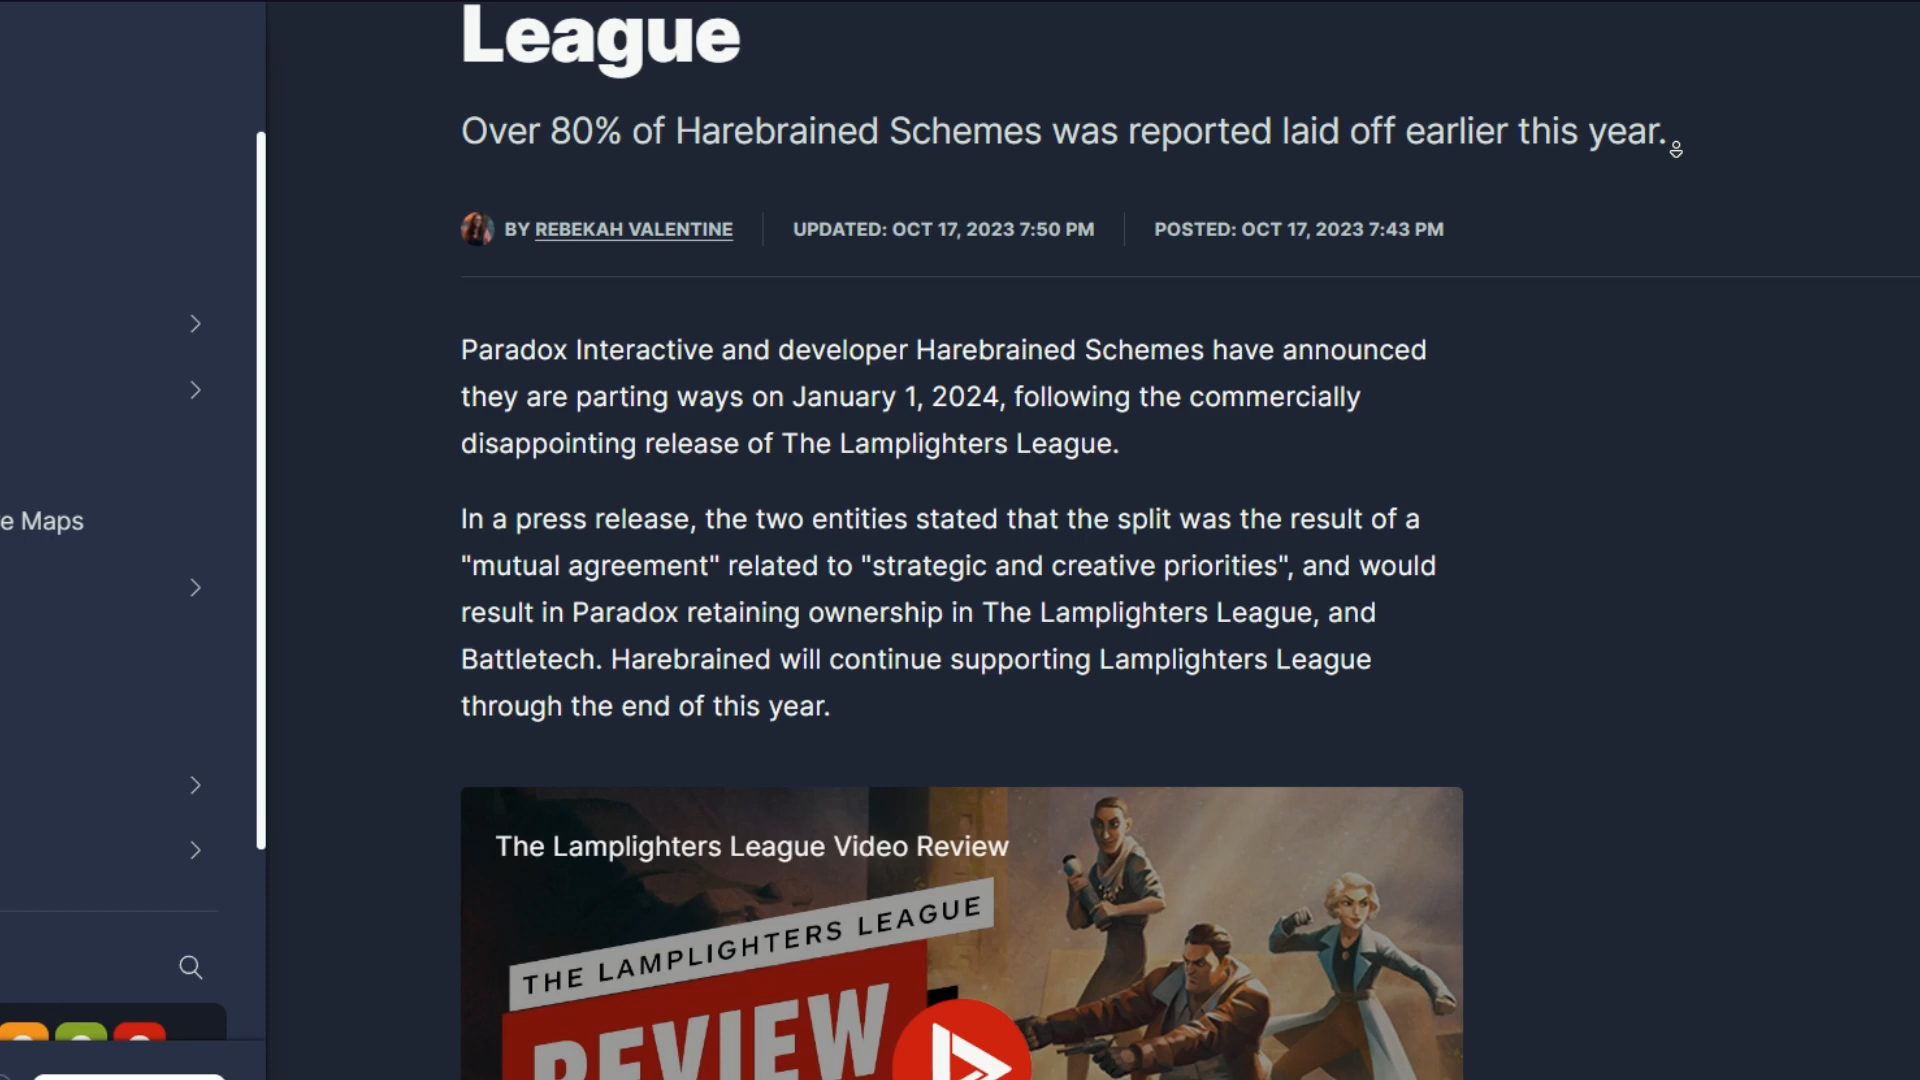 League
Over 80% of Harebrained Schemes was reported laid off earlier this year.
BY REBEKAH VALENTINE
UPDATED: OCT 17, 2023 7:50 PM
POSTED: OCT 17, 2023 7:43 PM
Paradox Interactive and developer Harebrained Schemes have announced
they are parting ways on January 1, 2024, following the commercially
disappointing release of The Lamplighters League.
e Maps
In a press release, the two entities stated that the split was the result of a
"mutual agreement" related to "strategic and creative priorities", and would
result in Paradox retaining ownership in The Lamplighters League, and
Battletech. Harebrained will continue supporting Lamplighters League
through the end of this year.
The Lamplighters League Video Review
THE LAMPLIGHTERS LEAGUE
REVIEW